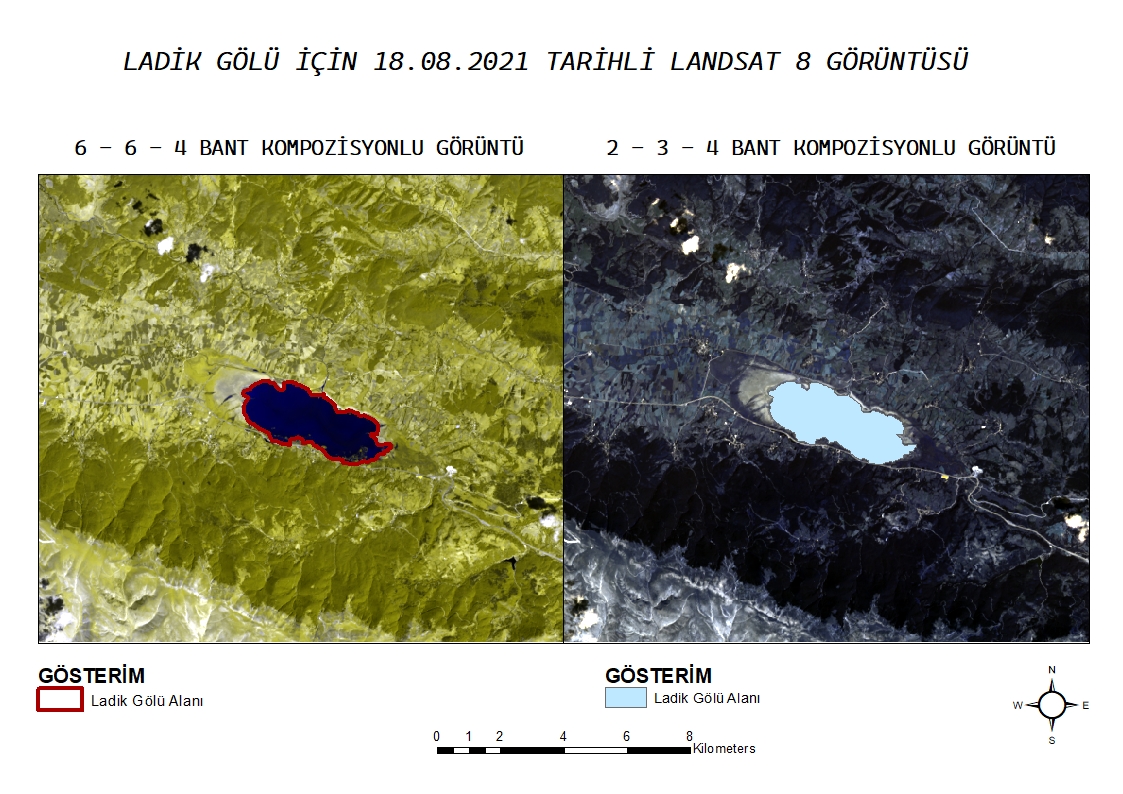 LADİK GÖLÜ İÇİN 18.08.2021 TARİHLİ LANDSAT 8 GÖRÜNTÜSÜ
6 - 6 - 4 BANT KOMPOZİSYONLU GÖRÜNTÜ
2 - 3 - 4 BANT KOMPOZİSYONLU GÖRÜNTÜ
GÖSTERİM
Ladik Gölü Alanı
GÖSTERİM
Ladik Gölü Alanı
N
W E
S
0 1 2 4 6 8
Kilometers